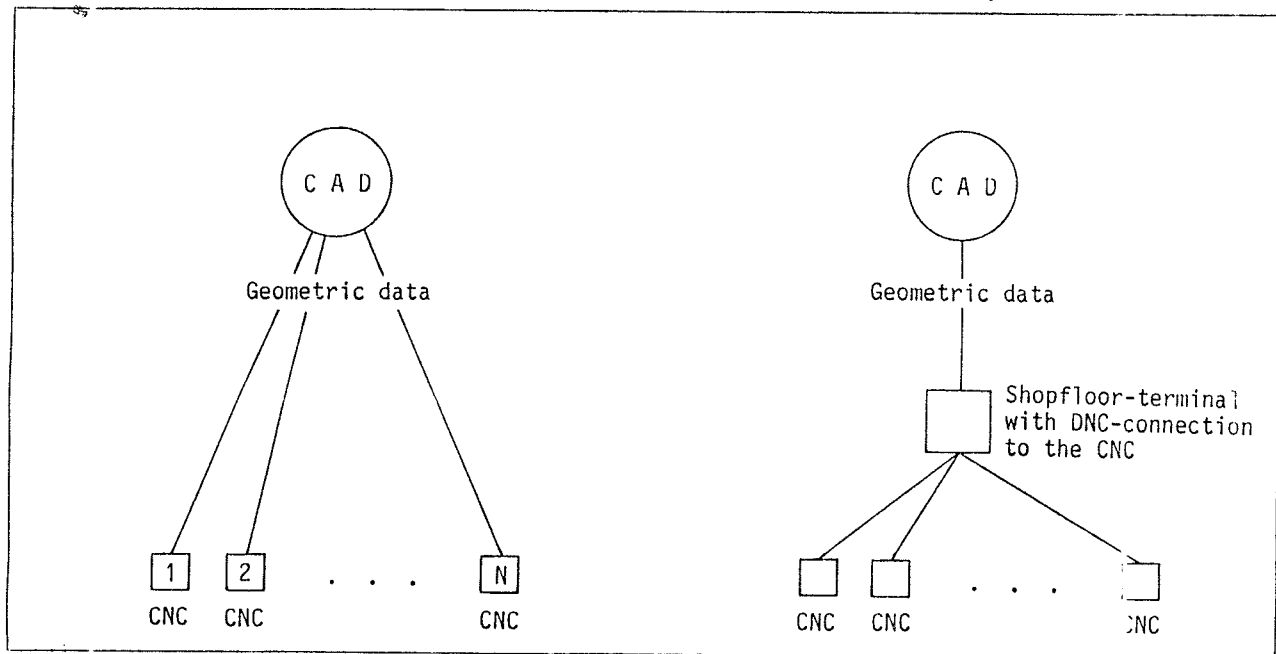 C A D
Geometric data
1
2
. . .
N
CNC
CNC
CNC
C A D
Geometric data
Shopfloor-terminal
with DNC-connection
to the CNC
. . .
CNC
CNC
CNC